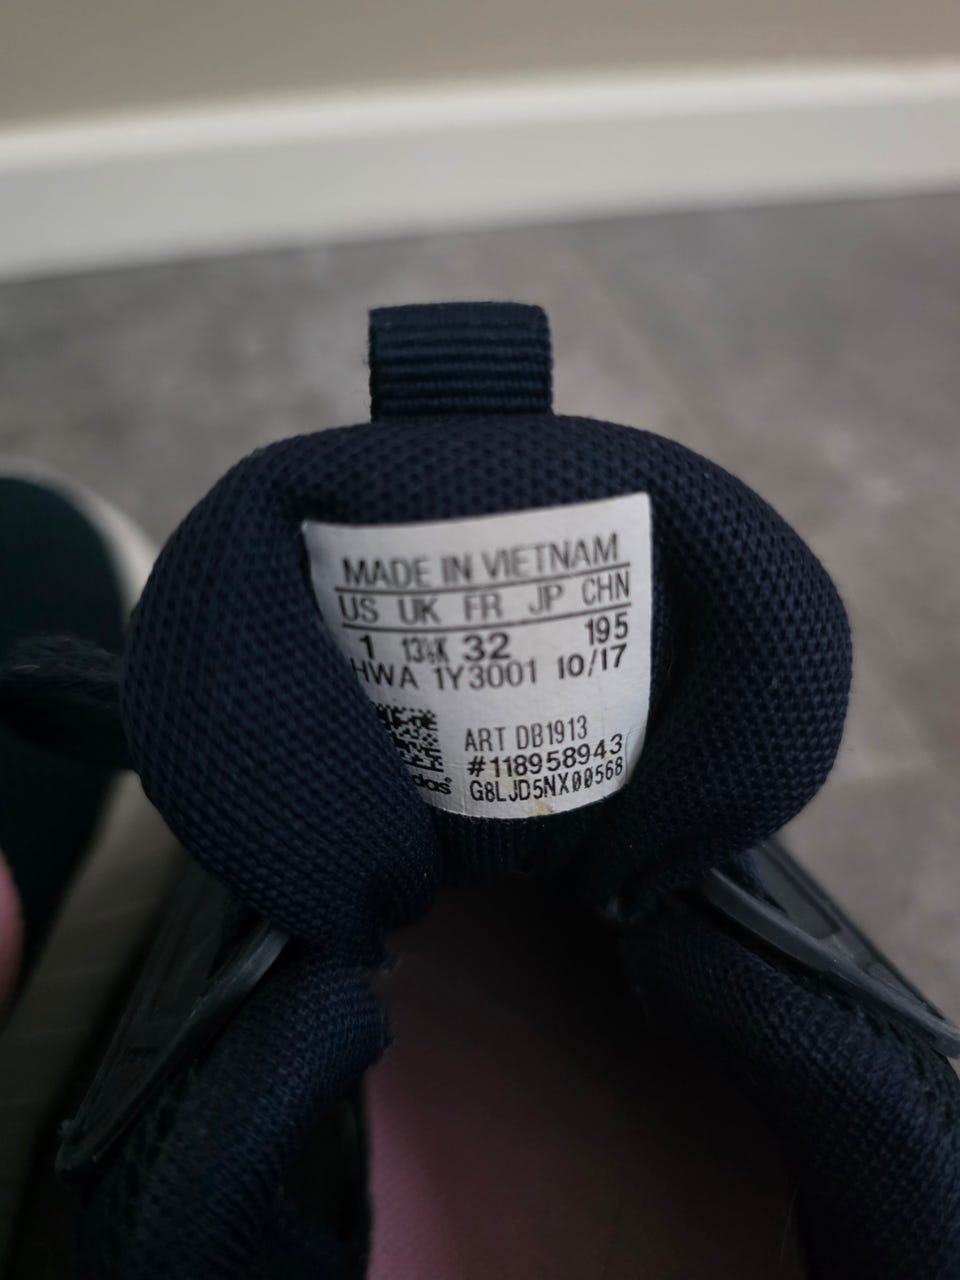 MADE IN VIETNAM
US UK FR JP CHN
1 13½K 32 195
HWA 1Y3001 10/17
ART DB1913
#118958943
G8LJD5NX00568